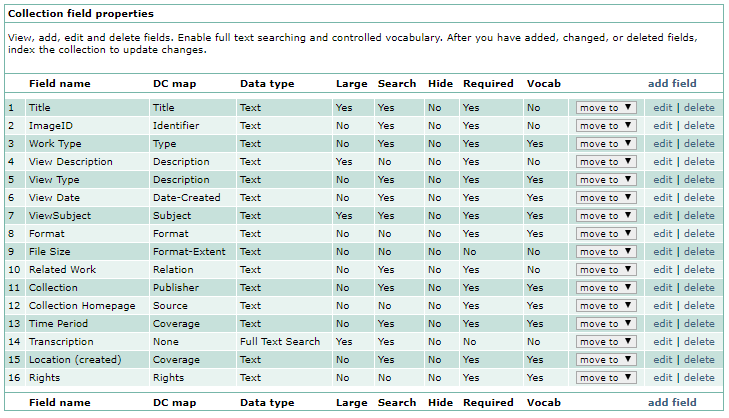 Collection field properties
View, add, edit and delete fields. Enable full text searching and controlled vocabulary. After you have added, changed, or deleted fields,
index the collection to update changes.
Field name DC map Data type Large Search Hide Required Vocab add field
1 Title Title Text Yes Yes No Yes No move to ▼ edit | delete
2 ImageID Identifier Text No Yes No Yes No move to ▼ edit | delete
3 Work Type Type Text No Yes No Yes Yes move to ▼ edit | delete
4 View Description Description Text Yes No No Yes No move to ▼ edit | delete
5 View Type Description Text No Yes No Yes Yes move to ▼ edit | delete
6 View Date Date-Created Text No Yes No Yes Yes move to ▼ edit | delete
7 ViewSubject Subject Text Yes Yes No Yes Yes move to ▼ edit | delete
8 Format Format Text No No No Yes Yes move to ▼ edit | delete
9 File Size Format-Extent Text No No No No No move to ▼ edit | delete
10 Related Work Relation Text No Yes No Yes No move to ▼ edit | delete
11 Collection Publisher Text No Yes No Yes Yes move to ▼ edit | delete
12 Collection Homepage Source Text No No No Yes Yes move to ▼ edit | delete
13 Time Period Coverage Text No Yes No Yes Yes move to ▼ edit | delete
14 Transcription None Full Text Search Yes Yes No No No move to ▼ edit | delete
15 Location (created) Coverage Text No Yes No Yes Yes move to ▼ edit | delete
16 Rights Rights Text No No No Yes Yes move to ▼ edit | delete
Field name DC map Data type Large Search Hide Required Vocab add field